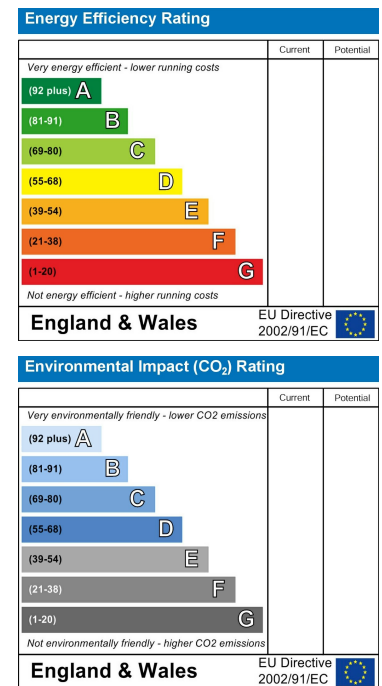 Energy Efficiency Rating
Current Potential
Very energy efficient - lower running costs
(92 plus) A
(81-91) B
(69-80) C
(55-68) D
(39-54) E
(21-38) F
(1-20) G
Not energy efficient - higher running costs
England & Wales
EU Directive
2002/91/EC
Environmental Impact (CO₂) Rating
Current Potential
Very environmentally friendly - lower CO2 emissions
(92 plus) A
(81-91) B
(69-80) C
(55-68) D
(39-54) E
(21-38) F
(1-20) G
Not environmentally friendly - higher CO2 emissions
England & Wales
EU Directive
2002/91/EC